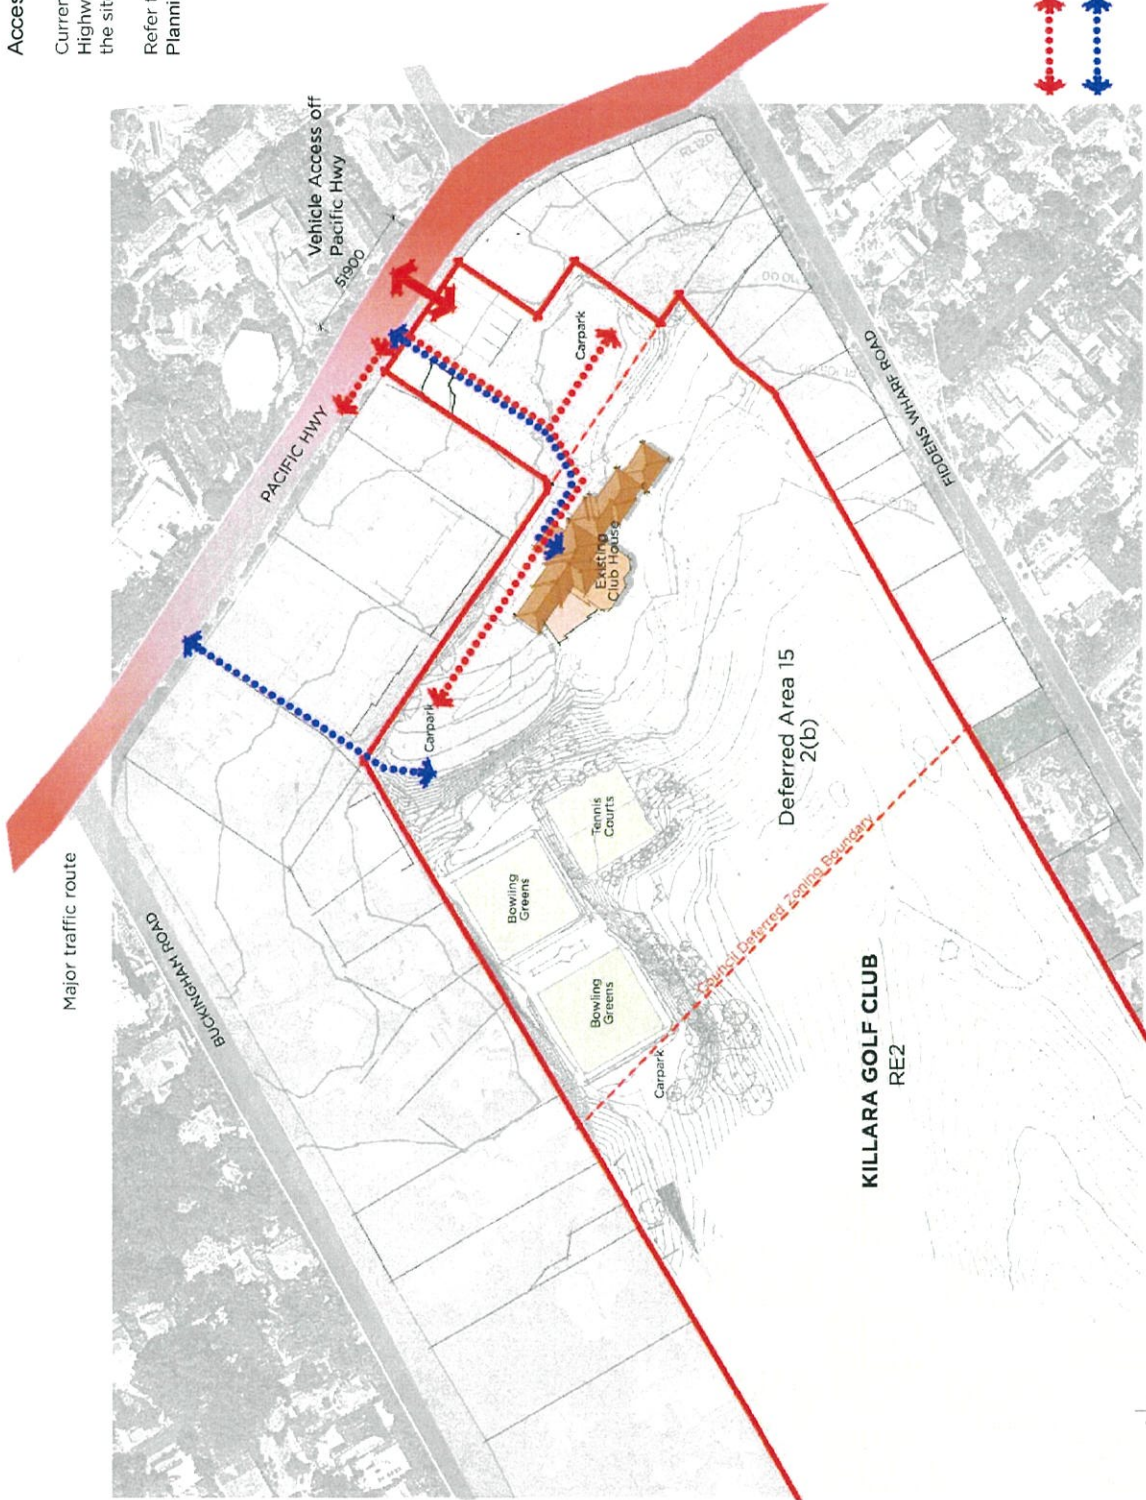 Acces
Curren
Highw
the sit
Refer t
Planni
Vehicle Access off
Pacific Hwy
51900
PACIFIC HWY
Major traffic route
BUCKINGHAM ROAD
FIDDENS WHARF ROAD
Carpark
Existing
Club House
Carpark
Tennis
Courts
Bowling
Greens
Bowling
Greens
Carpark
Deferred Area 15
2(b)
Council Deferred Zoning Boundary
KILLARA GOLF CLUB
RE2